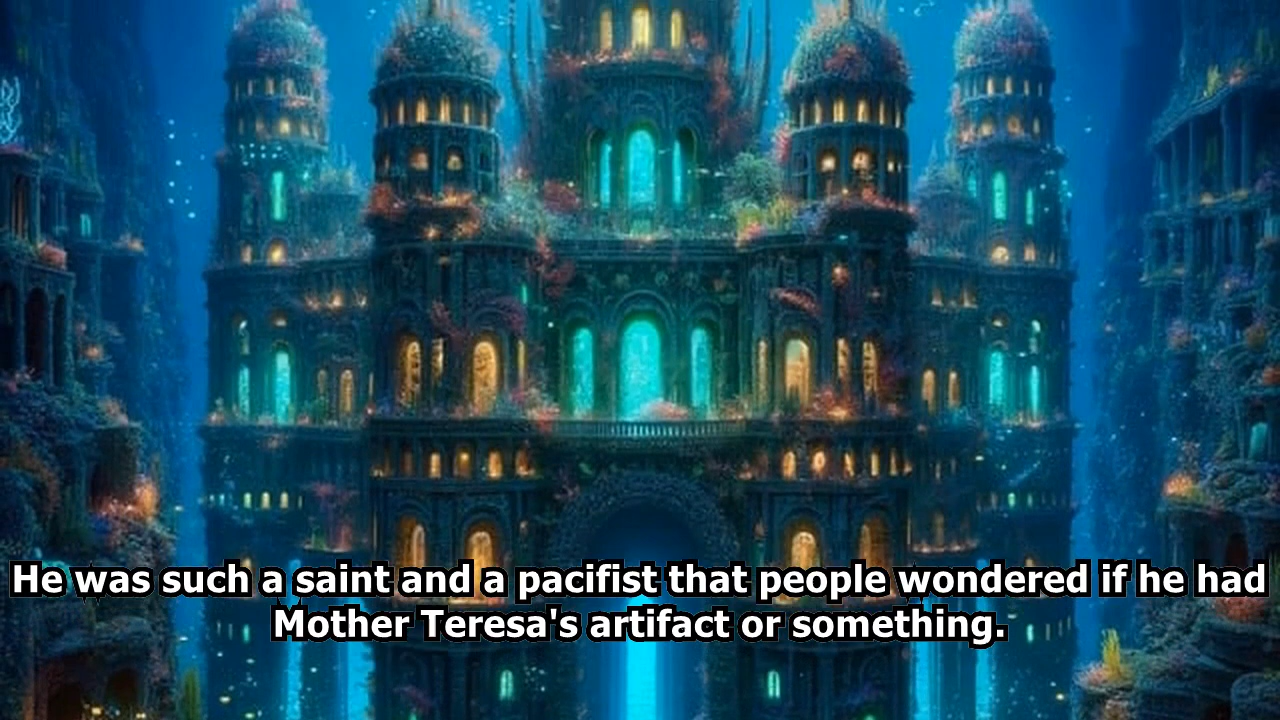 He was such a saint and a pacifist that people wondered if he had
Mother Teresa's artifact or something.